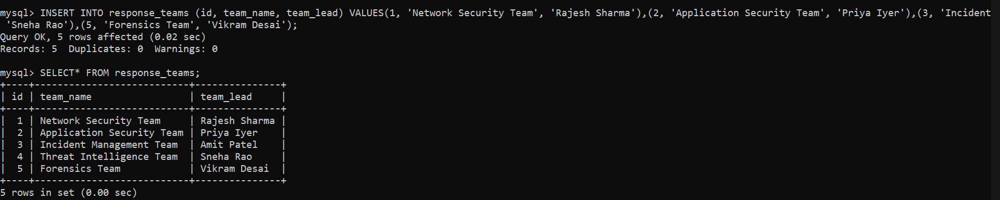 mysql> INSERT INTO response_teams (id, team_name, team_lead) VALUES(1, 'Network Security Team', 'Rajesh Sharma'),(2, 'Application Security Team', 'Priya Iyer'),(3, 'Incident
 'Sneha Rao'),(5, 'Forensics Team', 'Vikram Desai');
Query OK, 5 rows affected (0.02 sec)
Records: 5  Duplicates: 0  Warnings: 0

mysql> SELECT* FROM response_teams;
+----+---------------------------+---------------+
| id | team_name                 | team_lead     |
+----+---------------------------+---------------+
|  1 | Network Security Team     | Rajesh Sharma |
|  2 | Application Security Team | Priya Iyer    |
|  3 | Incident Management Team  | Amit Patel    |
|  4 | Threat Intelligence Team  | Sneha Rao     |
|  5 | Forensics Team            | Vikram Desai  |
+----+---------------------------+---------------+
5 rows in set (0.00 sec)